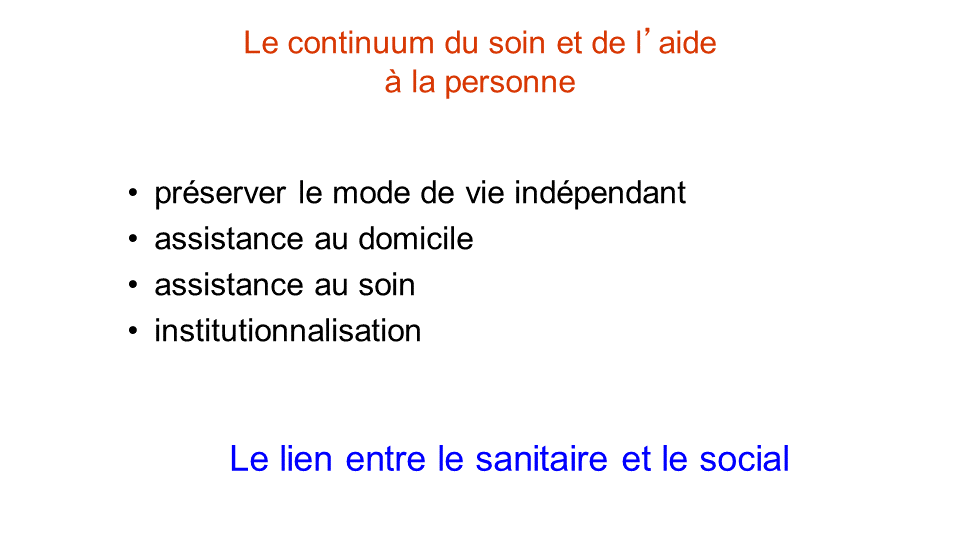 Le continuum du soin et de l’aide
à la personne
• préserver le mode de vie indépendant
• assistance au domicile
• assistance au soin
• institutionnalisation
Le lien entre le sanitaire et le social